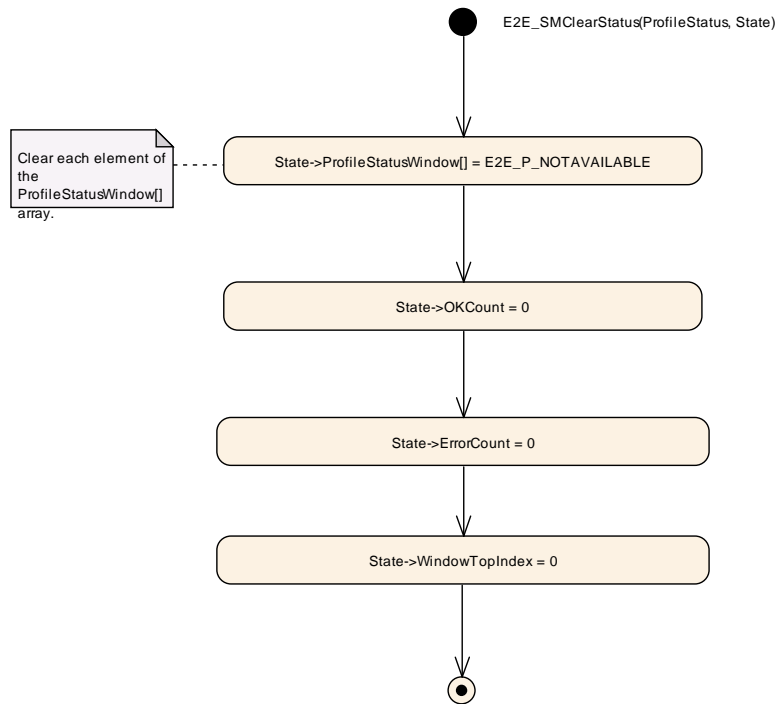 E2E_SMClearStatus(ProfileStatus, State)
Clear each element of
the
ProfileStatusWindow[]
array.
State->ProfileStatusWindow[] = E2E_P_NOTAVAILABLE
State->OKCount = 0
State->ErrorCount = 0
State->WindowTopIndex = 0